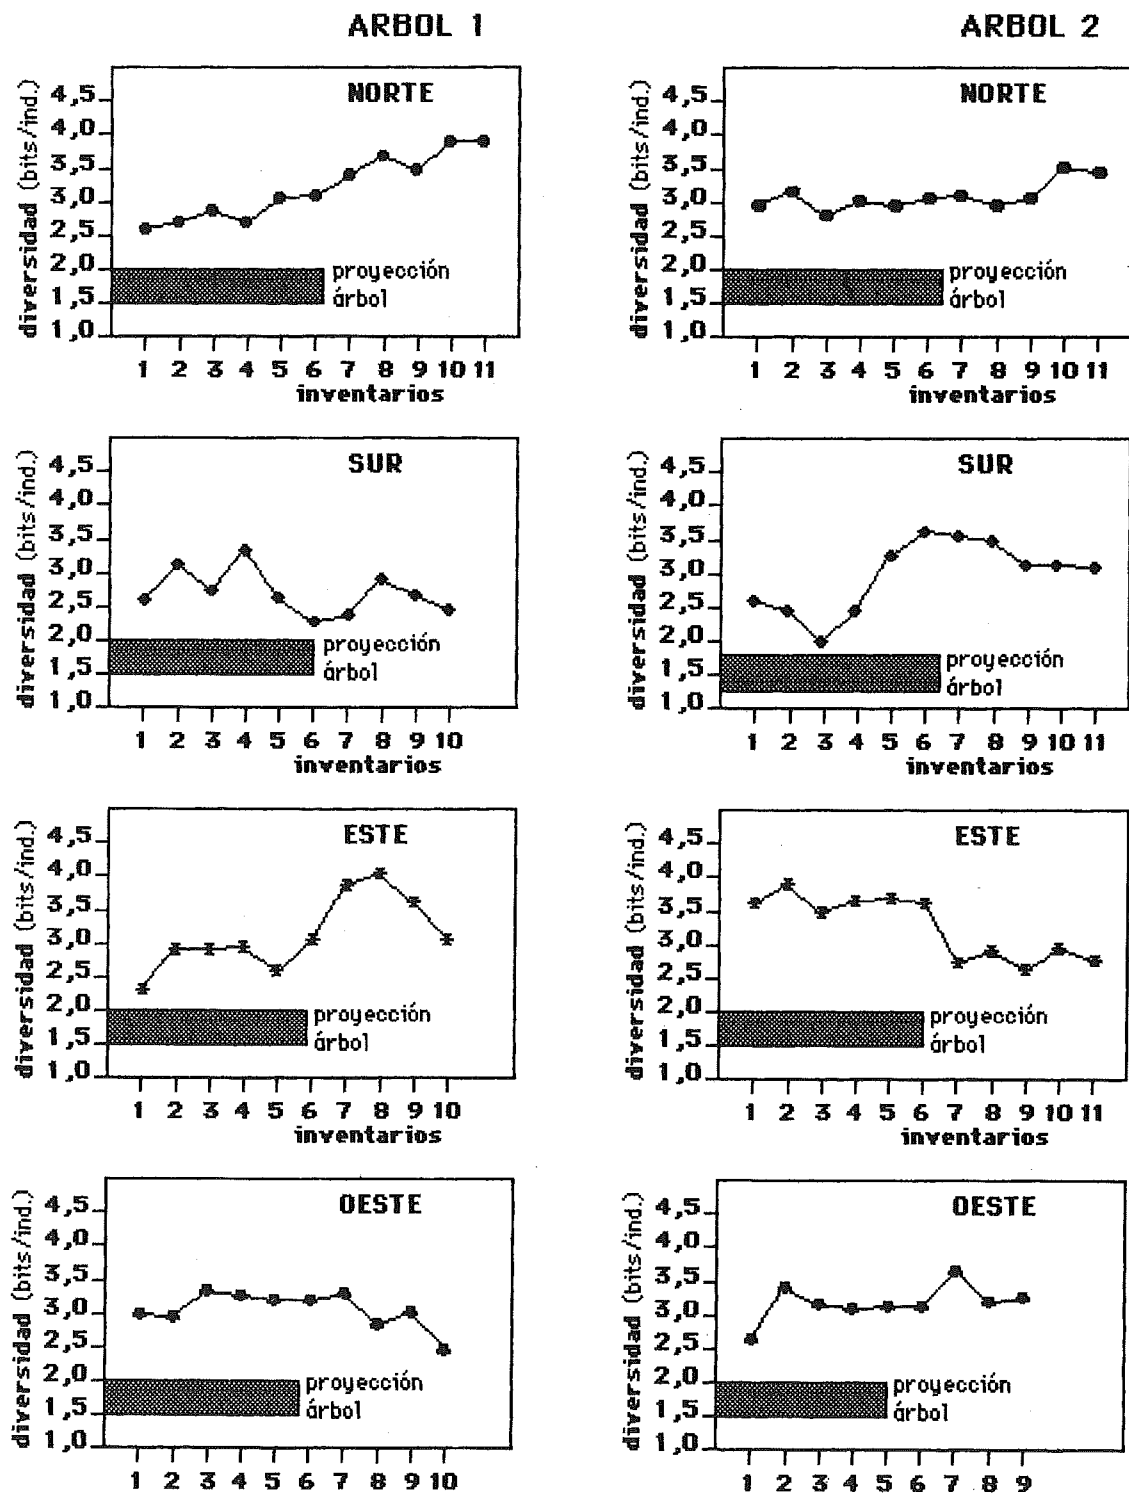 ARBOL 1
ARBOL 2
NORTE
diversidad (bits/ind.)
4,5
4,0
3,5
3,0
2,5
2,0
1,5
1,0
proyección
árbol
1 2 3 4 5 6 7 8 9 10 11
inventarios
NORTE
diversidad (bits/ind.)
4,5
4,0
3,5
3,0
2,5
2,0
1,5
1,0
proyección
árbol
1 2 3 4 5 6 7 8 9 10 11
inventarios
SUR
diversidad (bits/ind.)
4,5
4,0
3,5
3,0
2,5
2,0
1,5
1,0
proyección
árbol
1 2 3 4 5 6 7 8 9 10
inventarios
SUR
diversidad (bits/ind.)
4,5
4,0
3,5
3,0
2,5
2,0
1,5
1,0
proyección
árbol
1 2 3 4 5 6 7 8 9 10 11
inventarios
ESTE
diversidad (bits/ind.)
4,5
4,0
3,5
3,0
2,5
2,0
1,5
1,0
proyección
árbol
1 2 3 4 5 6 7 8 9 10
inventarios
ESTE
diversidad (bits/ind.)
4,5
4,0
3,5
3,0
2,5
2,0
1,5
1,0
proyección
árbol
1 2 3 4 5 6 7 8 9 10 11
inventarios
OESTE
diversidad (bits/ind.)
4,5
4,0
3,5
3,0
2,5
2,0
1,5
1,0
proyección
árbol
1 2 3 4 5 6 7 8 9 10
OESTE
diversidad (bits/ind.)
4,5
4,0
3,5
3,0
2,5
2,0
1,5
1,0
proyección
árbol
1 2 3 4 5 6 7 8 9